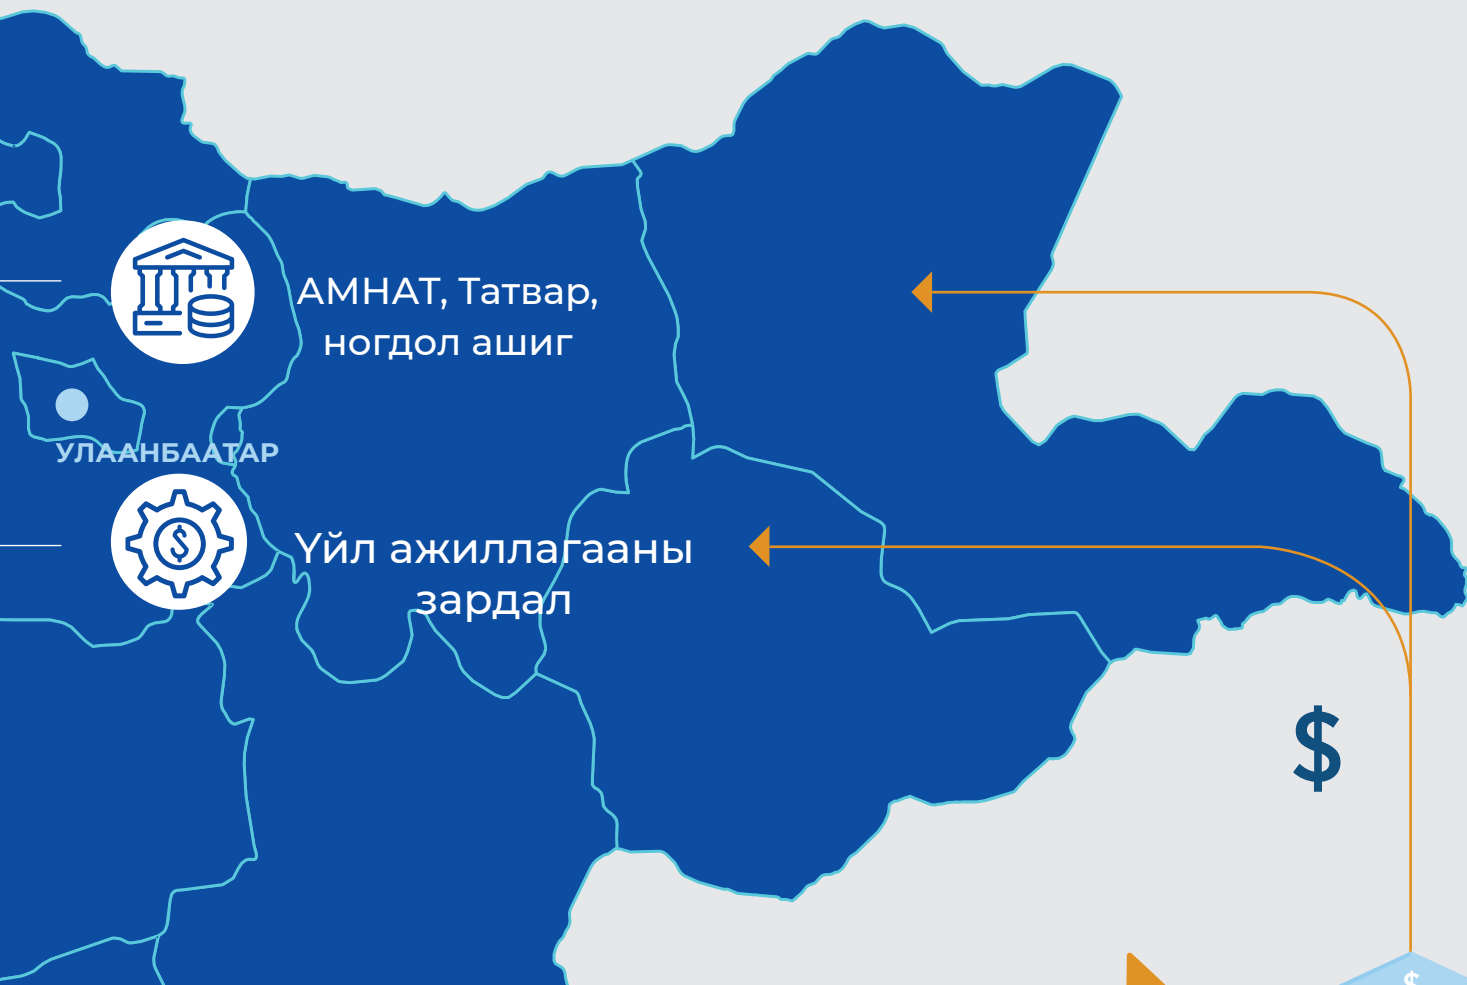 АМНАТ, Татвар,
ногдол ашиг
УЛААНБААТАР
$
Үйл ажиллагааны
зардал
$
$